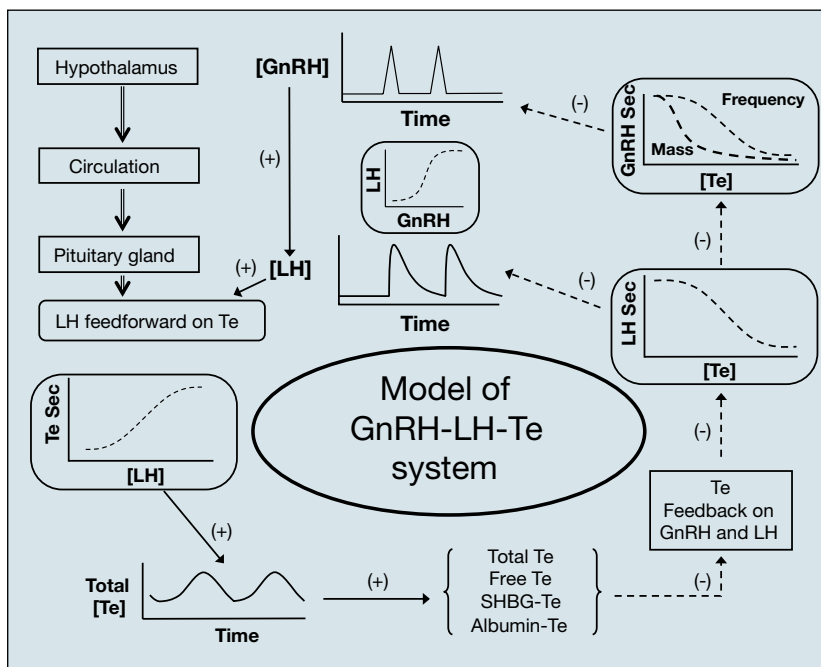 Hypothalamus
Circulation
Pituitary gland
LH feedforward on Te
[GnRH]
Time
(+)
LH
GnRH
(+)
[LH]
Time
(-)
GnRH Sec
Frequency
Mass
[Te]
(-)
(-)
LH Sec
[Te]
Model of
GnRH-LH-Te
system
Te Sec
[LH]
(+)
Total
[Te]
Time
(+)
Total Te
Free Te
SHBG-Te
Albumin-Te
(-)
Te
Feedback on
GnRH and LH
(-)